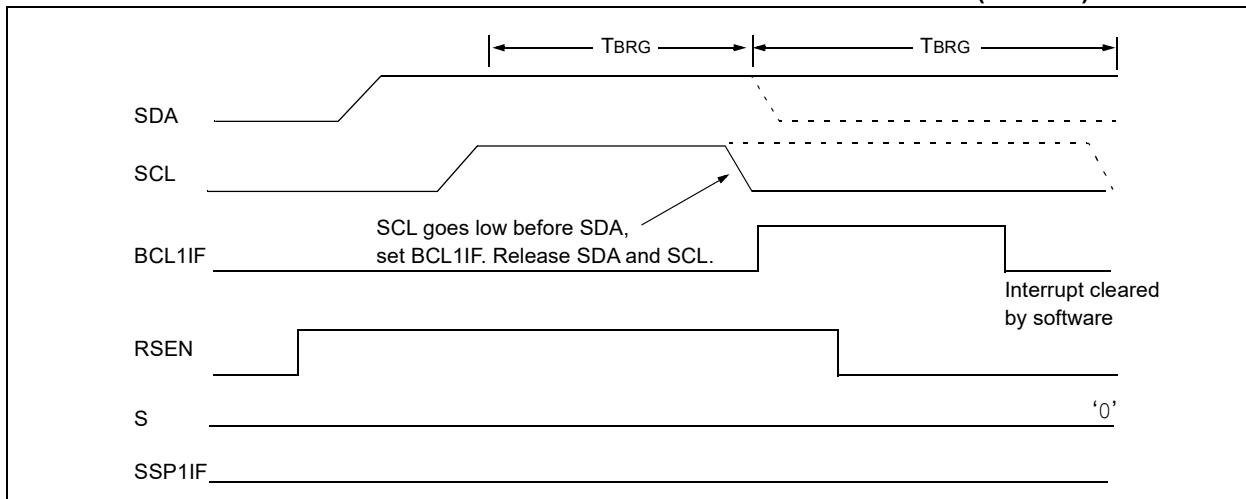 TBRG TBRG
SDA
SCL
SCL goes low before SDA,
set BCL1IF. Release SDA and SCL.
BCL1IF
Interrupt cleared
by software
RSEN
S
‘0’
SSP1IF